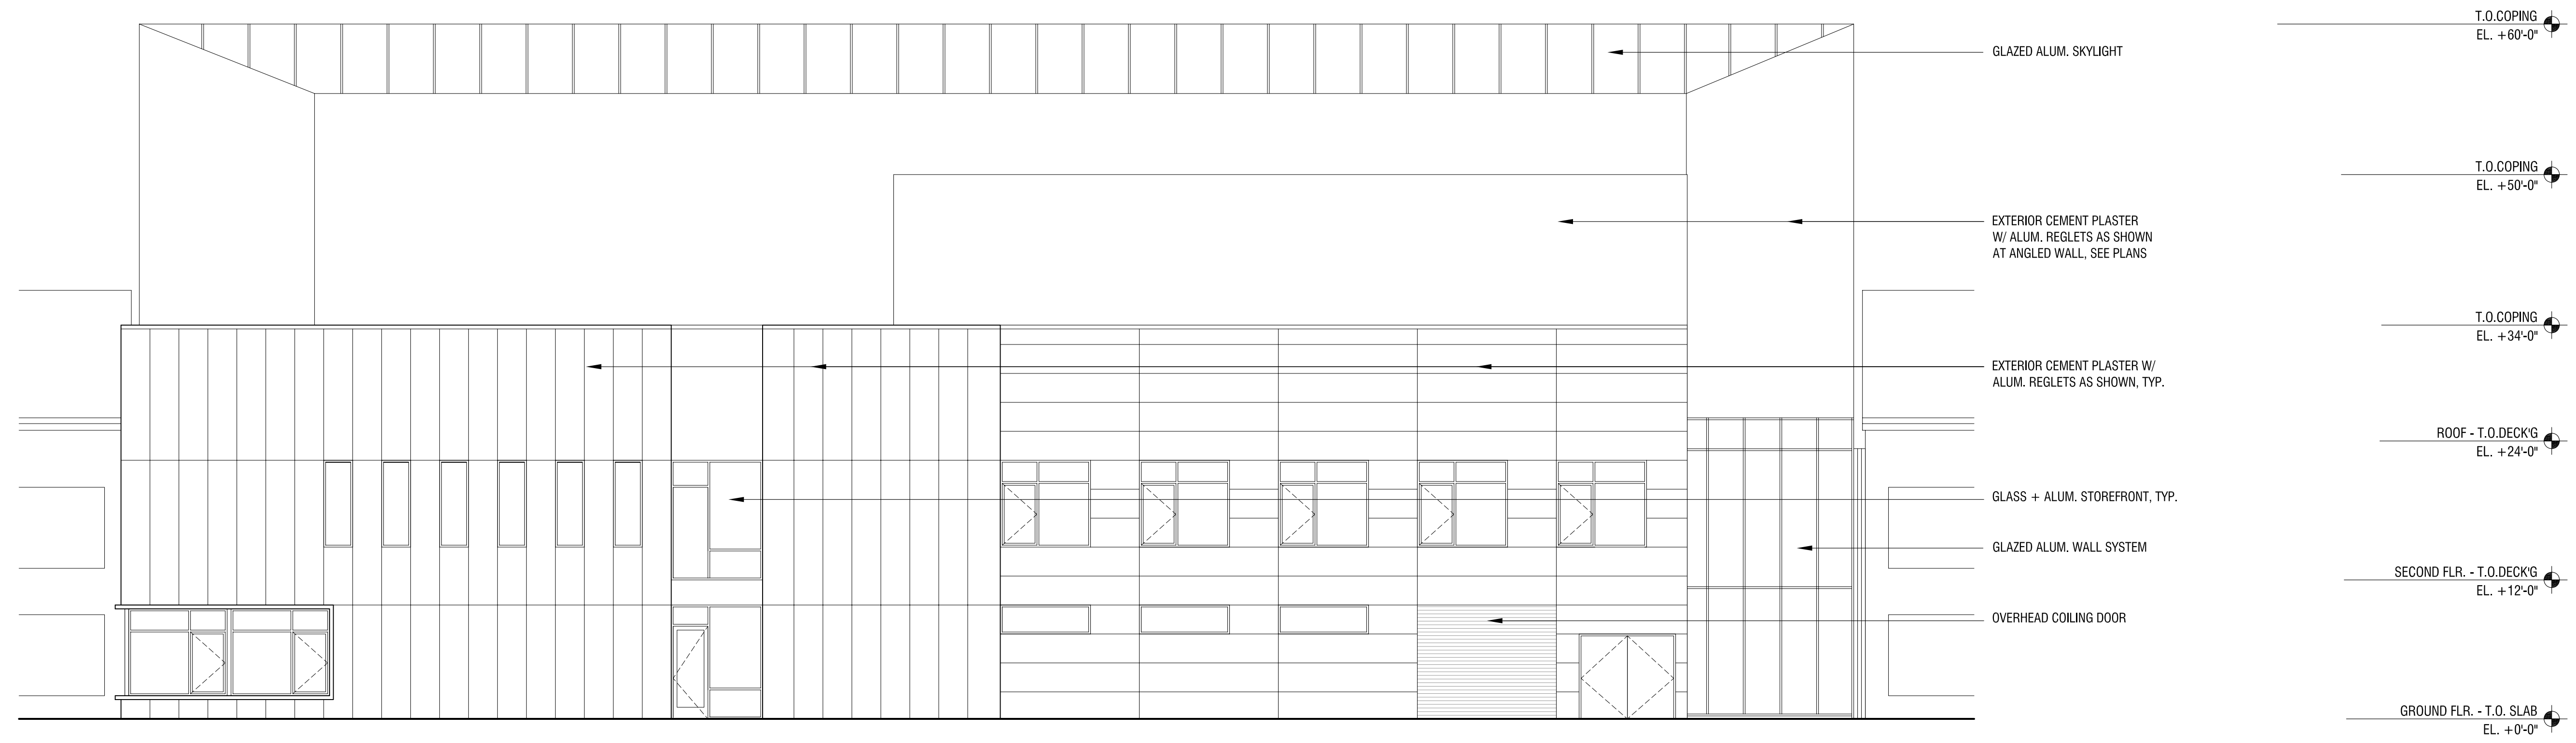 T.O.COPING
EL. +60'-0"
GLAZED ALUM. SKYLIGHT
T.O.COPING
EL. +50'-0"
EXTERIOR CEMENT PLASTER
W/ ALUM. REGLETS AS SHOWN
AT ANGLED WALL, SEE PLANS
T.O.COPING
EL. +34'-0"
EXTERIOR CEMENT PLASTER W/
ALUM. REGLETS AS SHOWN, TYP.
ROOF - T.O.DECK'G
EL. +24'-0"
GLASS + ALUM. STOREFRONT, TYP.
GLAZED ALUM. WALL SYSTEM
SECOND FLR. - T.O.DECK'G
EL. +12'-0"
OVERHEAD COILING DOOR
GROUND FLR. - T.O. SLAB
EL. +0'-0"